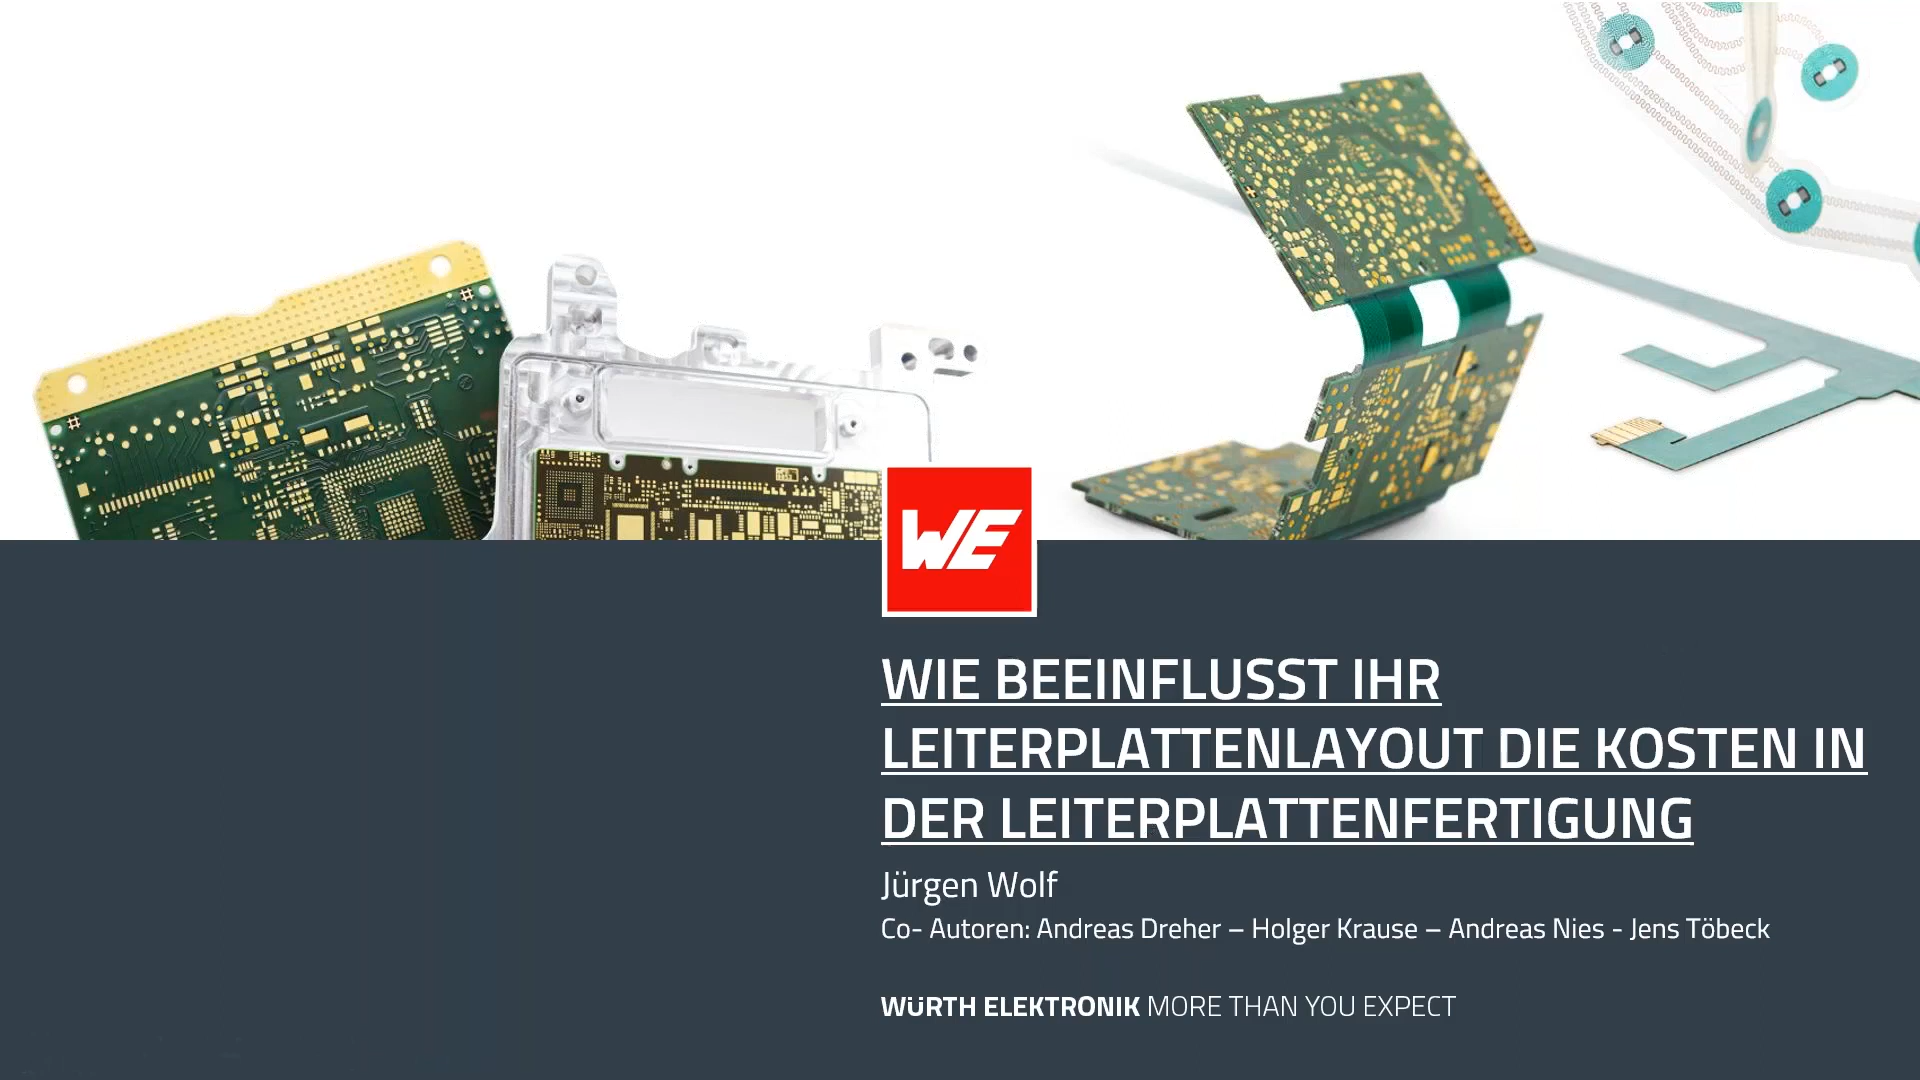 WE
WIE BEEINFLUSST IHR
LEITERPLATTENLAYOUT DIE KOSTEN IN
DER LEITERPLATTENFERTIGUNG
Jürgen Wolf
Co- Autoren: Andreas Dreher – Holger Krause – Andreas Nies - Jens Töbeck
WÜRTH ELEKTRONIK MORE THAN YOU EXPECT